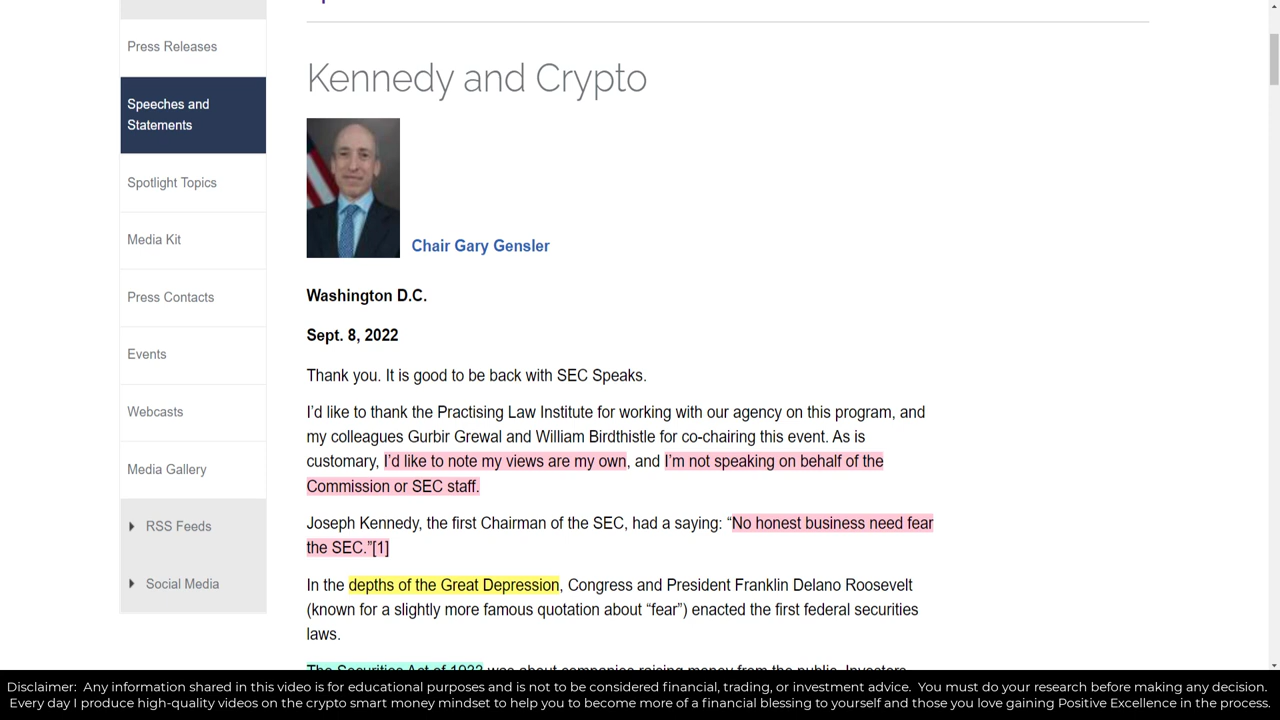 Press Releases
Speeches and
Statements
Spotlight Topics
Media Kit
Press Contacts
Events
Webcasts
Media Gallery
RSS Feeds
Social Media
Kennedy and Crypto
Chair Gary Gensler
Washington D.C.
Sept. 8, 2022
Thank you. It is good to be back with SEC Speaks.
I’d like to thank the Practising Law Institute for working with our agency on this program, and
my colleagues Gurbir Grewal and William Birdthistle for co-chairing this event. As is
customary, I’d like to note my views are my own, and I’m not speaking on behalf of the
Commission or SEC staff.
Joseph Kennedy, the first Chairman of the SEC, had a saying: “No honest business need fear
the SEC.”[1]
In the depths of the Great Depression, Congress and President Franklin Delano Roosevelt
(known for a slightly more famous quotation about “fear”) enacted the first federal securities
laws.
The Securities Act of 1933 was about companies raising money from the public. Investors
Disclaimer: Any information shared in this video is for educational purposes and is not to be considered financial, trading, or investment advice. You must do your research before making any decision.
Every day I produce high-quality videos on the crypto smart money mindset to help you to become more of a financial blessing to yourself and those you love gaining Positive Excellence in the process.